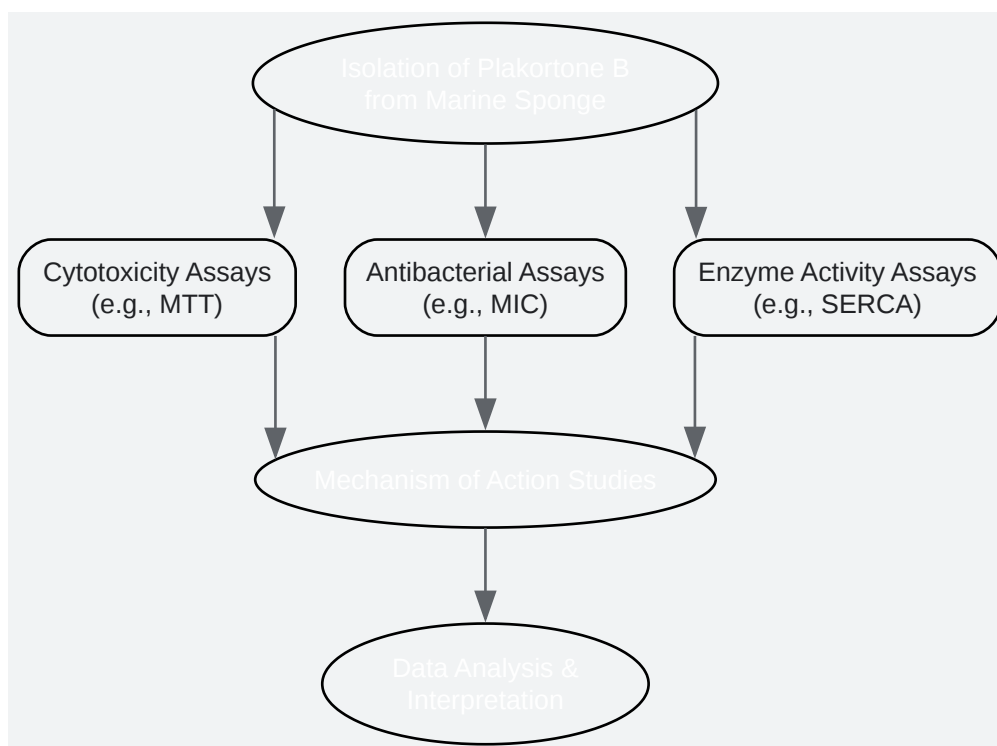 Isolation of Plakortone B
from Marine Sponge
Cytotoxicity Assays
(e.g., MTT)
Antibacterial Assays
(e.g., MIC)
Enzyme Activity Assays
(e.g., SERCA)
Mechanism of Action Studies
Data Analysis &
Interpretation